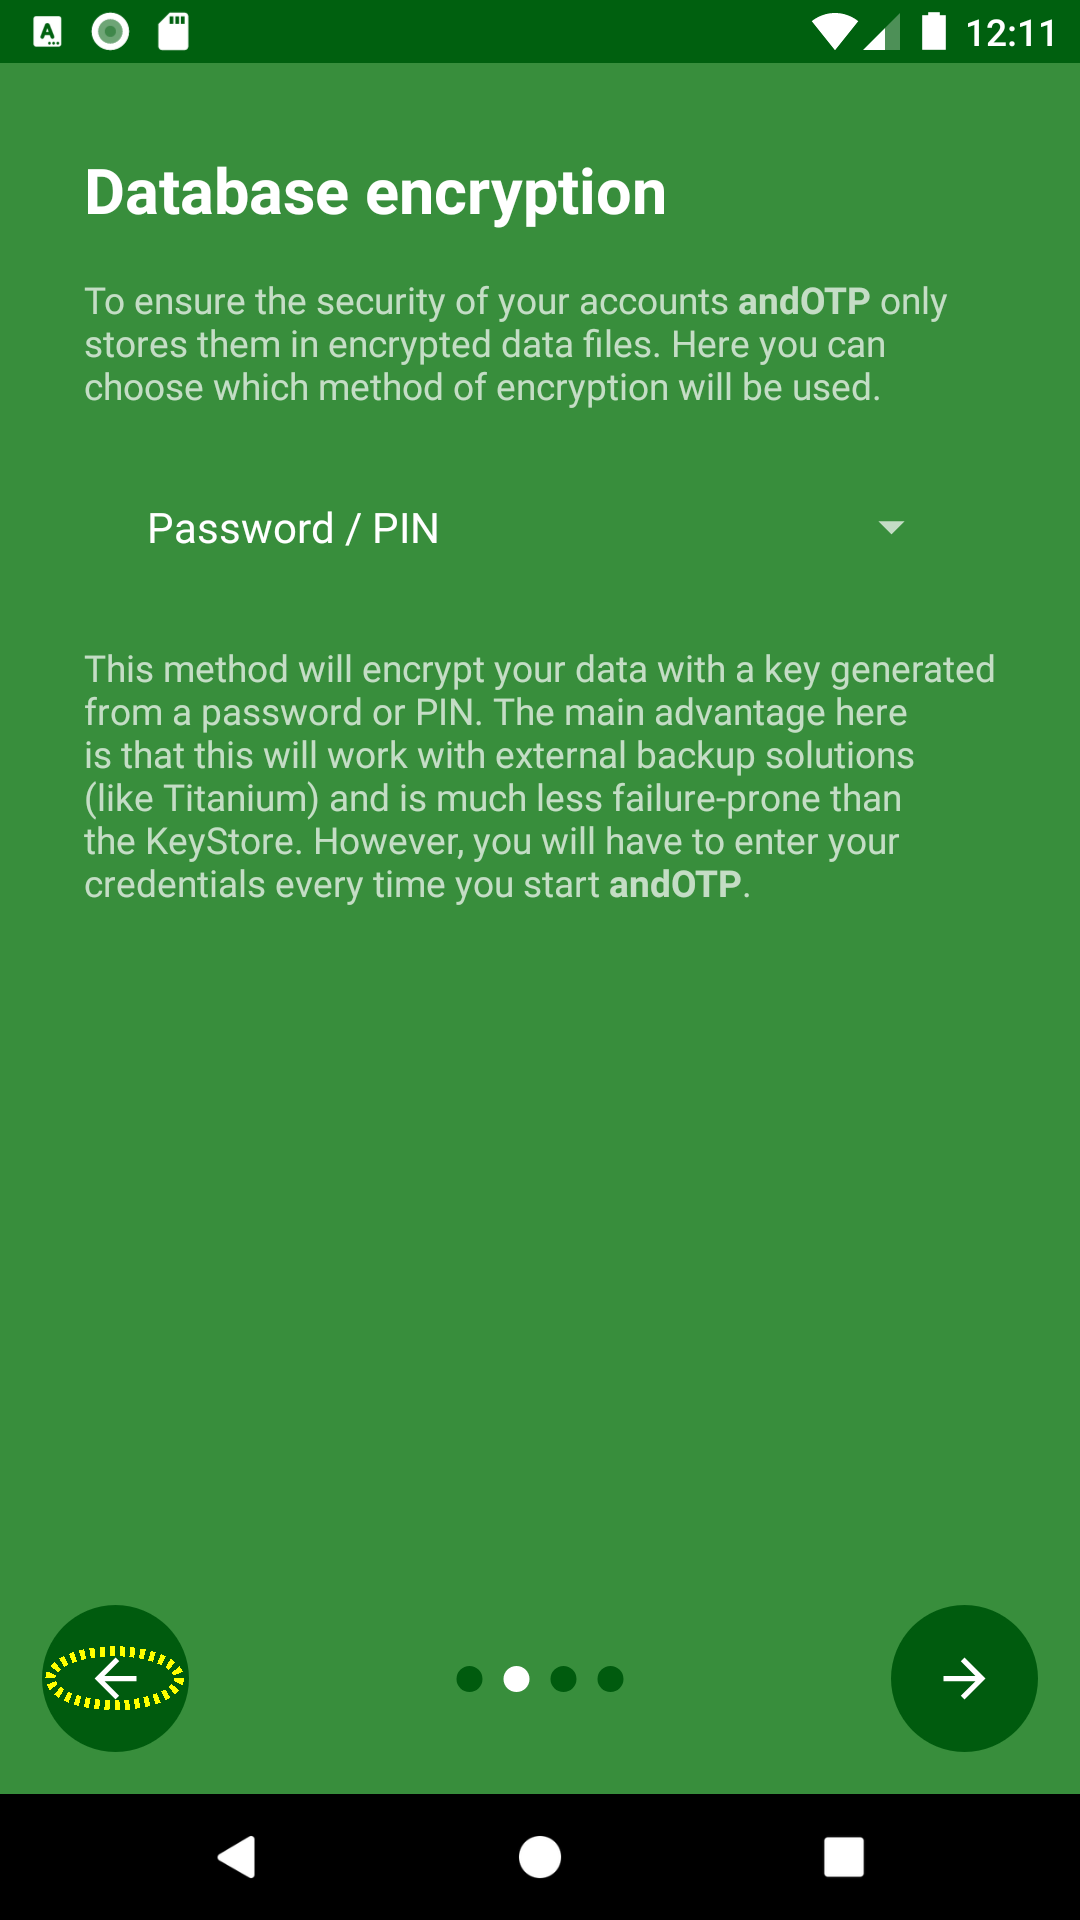 12:11
Database encryption
To ensure the security of your accounts andOTP only
stores them in encrypted data files. Here you can
choose which method of encryption will be used.
Password / PIN
This method will encrypt your data with a key generated
from a password or PIN. The main advantage here
is that this will work with external backup solutions
(like Titanium) and is much less failure-prone than
the KeyStore. However, you will have to enter your
credentials every time you start andOTP.